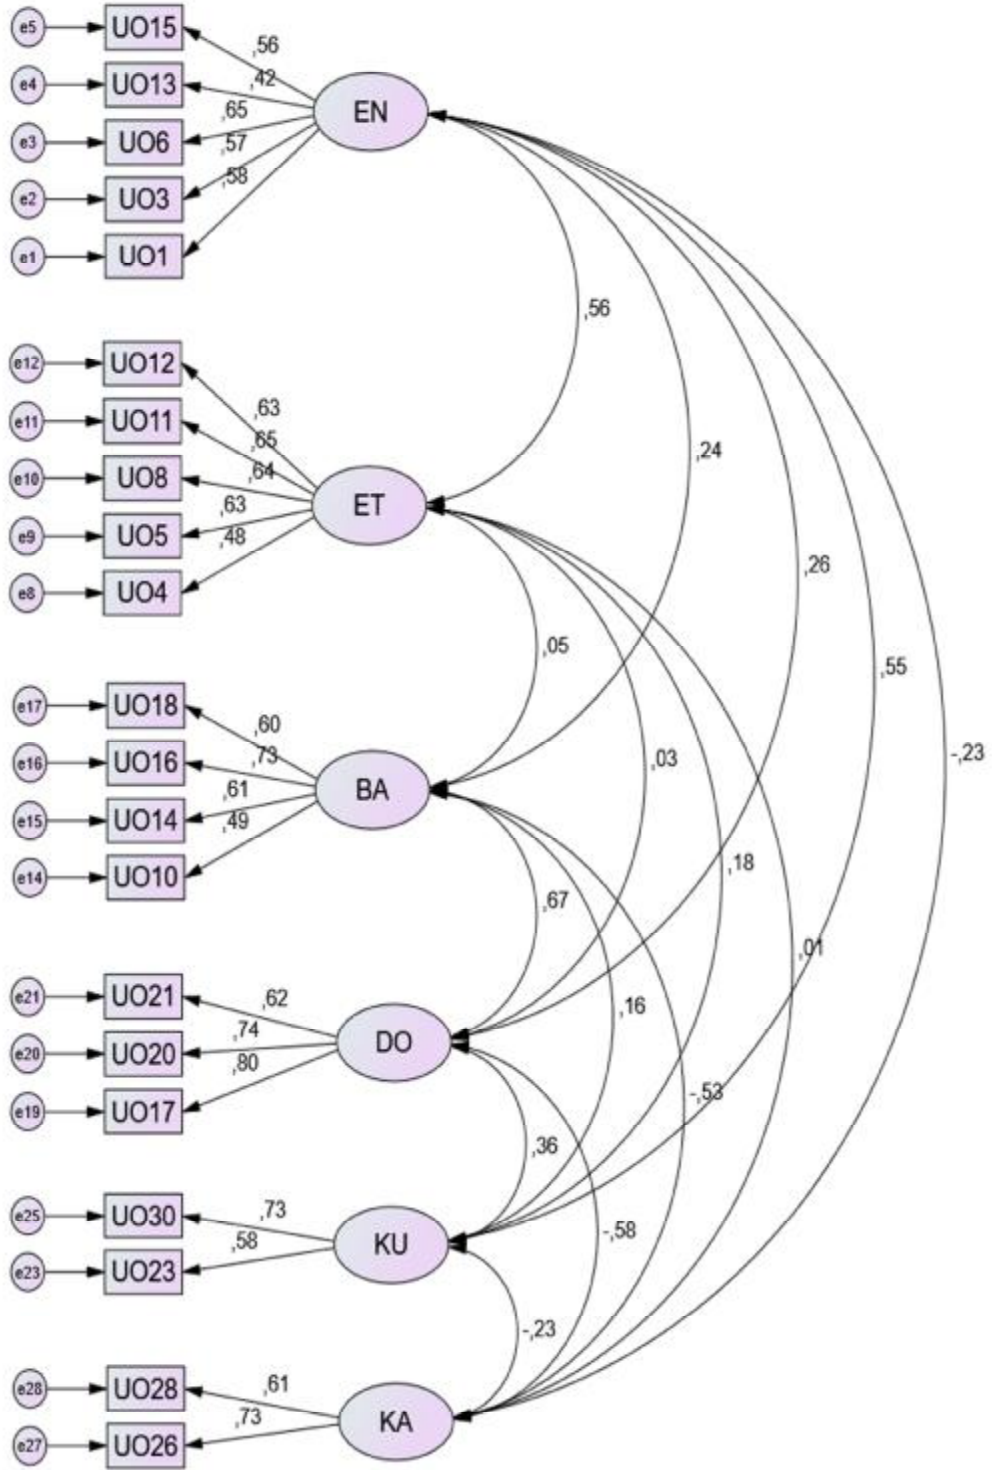 e5 UO15 ,56
e4 UO13 ,42
EN
e3 UO6 ,65
e2 UO3 ,57
e1 UO1 ,58
,56
e12 UO12 ,63
e11 UO11 ,65
,24
e10 UO8 ,64
ET
e9 UO5 ,63
e8 UO4 ,48
,26
,05
,55
e17 UO18 ,60
e16 UO16 ,73
,03
-,23
BA
e15 UO14 ,61
e14 UO10 ,49
,18
,67
,01
e21 UO21 ,62
,16
e20 UO20 ,74
DO
e19 UO17 ,80
-,53
,36
e25 UO30 ,73
-,58
KU
e23 UO23 ,58
-,23
e28 UO28 ,61
KA
e27 UO26 ,73